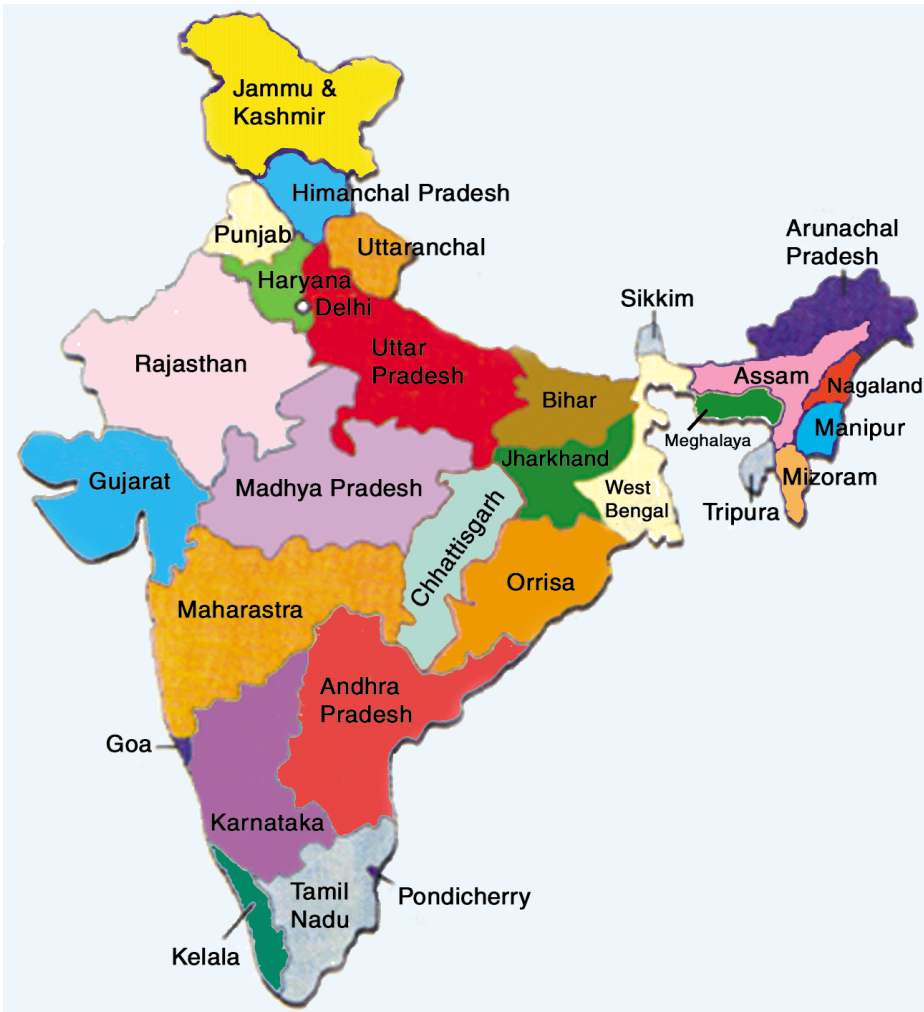 Jammu &
Kashmir
Himanchal Pradesh
Punjab
Uttaranchal
Arunachal
Pradesh
Haryana
Delhi
Sikkim
Rajasthan
Uttar
Pradesh
Assam
Nagaland
Bihar
Manipur
Meghalaya
Jharkhand
Gujarat
Madhya Pradesh
West
Bengal
Mizoram
Tripura
Chhattisgarh
Orrisa
Maharastra
Andhra
Pradesh
Goa
Karnataka
Tamil
Nadu
Pondicherry
Kelala